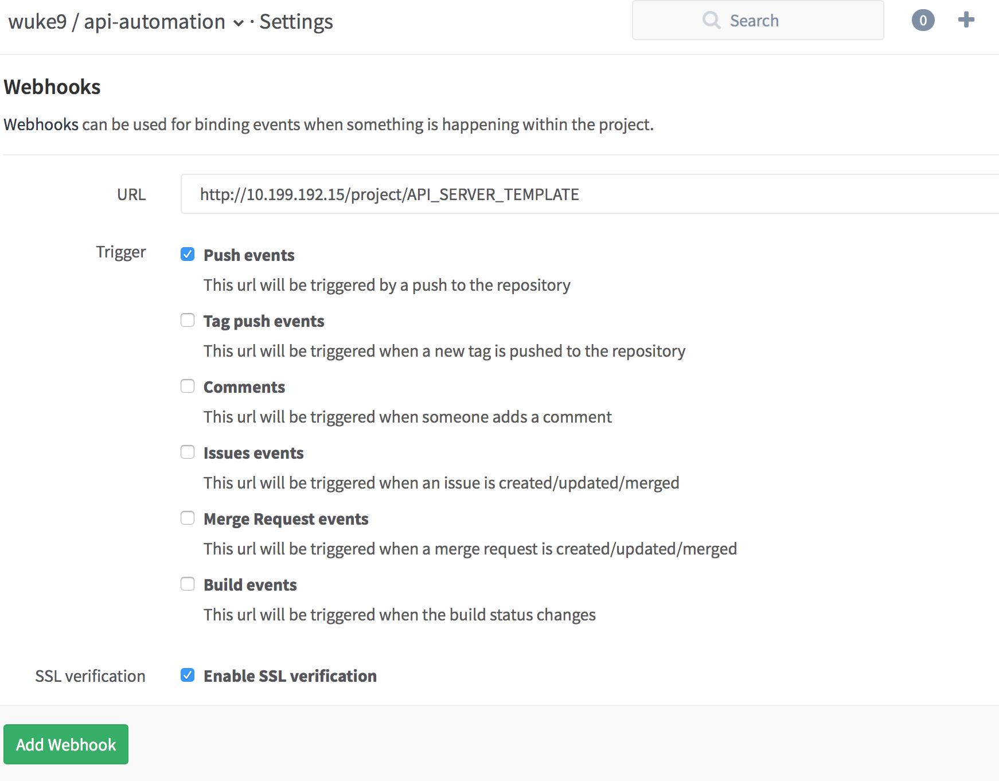 wuke9 / api-automation · Settings
Search
0
Webhooks
Webhooks can be used for binding events when something is happening within the project.
URL
http://10.199.192.15/project/API_SERVER_TEMPLATE
Trigger
Push events
This url will be triggered by a push to the repository
Tag push events
This url will be triggered when a new tag is pushed to the repository
Comments
This url will be triggered when someone adds a comment
Issues events
This url will be triggered when an issue is created/updated/merged
Merge Request events
This url will be triggered when a merge request is created/updated/merged
Build events
This url will be triggered when the build status changes
SSL verification
Enable SSL verification
Add Webhook